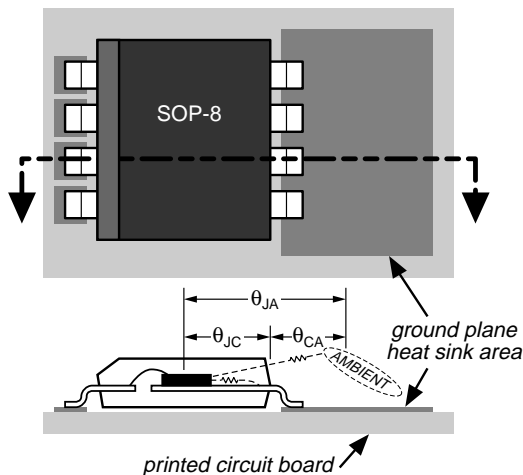 SOP-8
θJA
θJC
θCA
AMBIENT
ground plane
heat sink area
printed circuit board